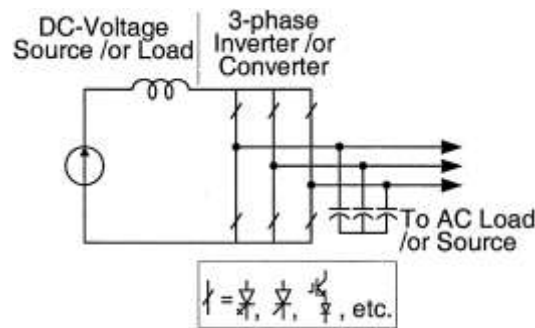 DC-Voltage
Source /or Load
3-phase
Inverter /or
Converter
To AC Load
/or Source
= , , , etc.